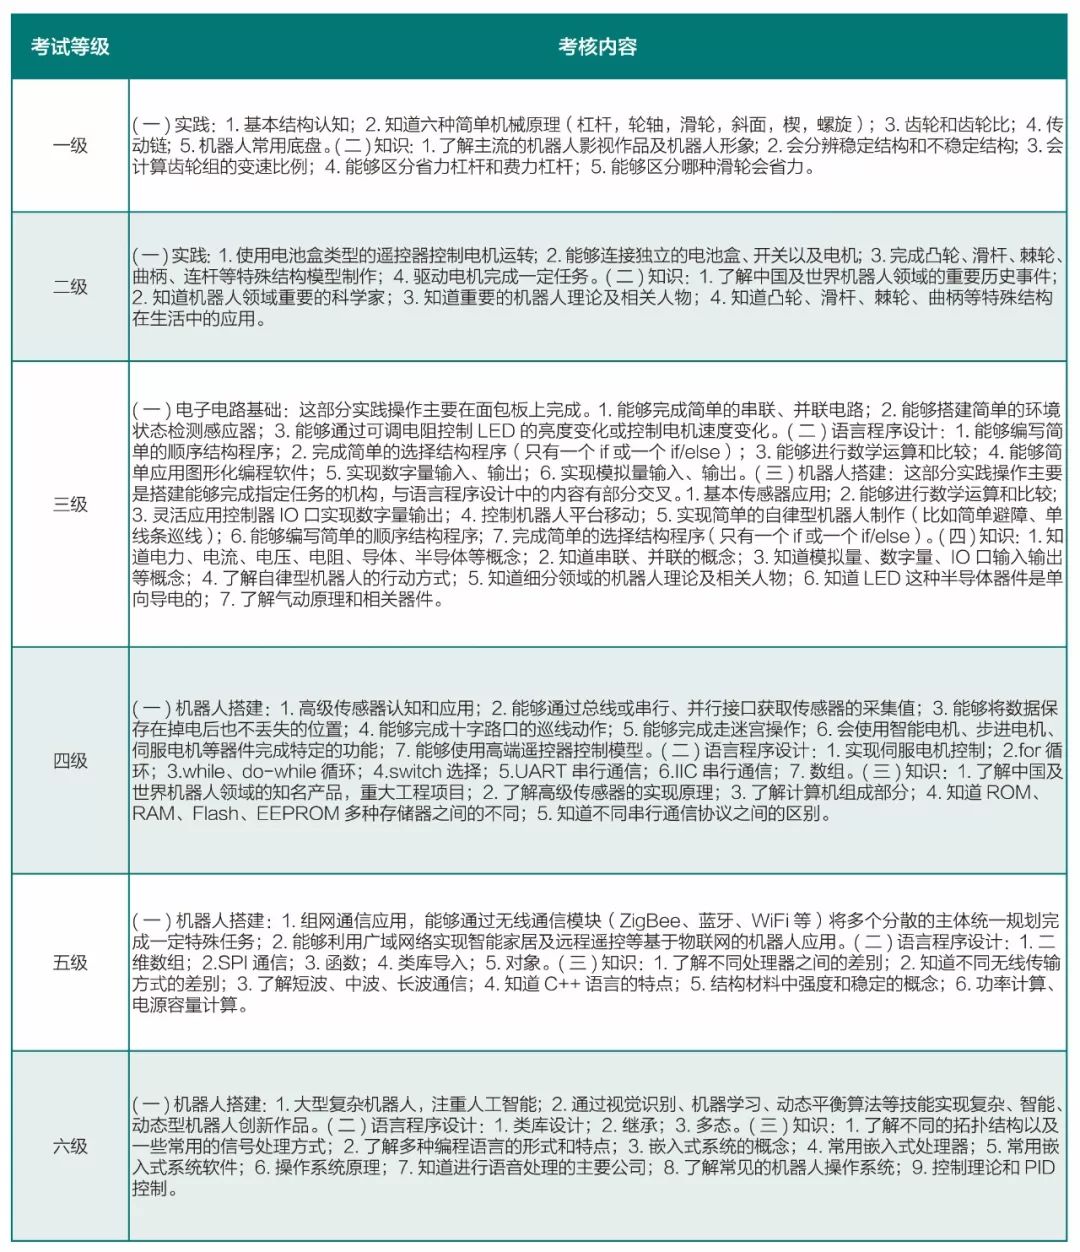 考试等级
考核内容
一级
(一)实践：1. 基本结构认知；2. 知道六种简单机械原理（杠杆，轮轴，滑轮，斜面，楔，螺旋）；3. 齿轮和齿轮比；4. 传
动链；5. 机器人常用底盘。(二)知识：1. 了解主流的机器人影视作品及机器人形象；2. 会分辨稳定结构和不稳定结构；3. 会
计算齿轮组的变速比例；4. 能够区分省力杠杆和费力杠杆；5. 能够区分哪种滑轮会省力。
二级
(一)实践：1. 使用电池盒类型的遥控器控制电机运转；2. 能够连接独立的电池盒、开关以及电机；3. 完成凸轮、滑杆、棘轮、
曲柄、连杆等特殊结构模型制作；4. 驱动电机完成一定任务。(二)知识：1. 了解中国及世界机器人领域的重要历史事件；
2. 知道机器人领域重要的科学家；3. 知道重要的机器人理论及相关人物；4. 知道凸轮、滑杆、棘轮、曲柄等特殊结构
在生活中的应用。
三级
(一)电子电路基础：这部分实践操作主要在面包板上完成。1. 能够完成简单的串联、并联电路；2. 能够搭建简单的环境
状态检测感应器；3. 能够通过可调电阻控制 LED 的亮度变化或控制电机速度变化。(二)语言程序设计：1. 能够编写简
单的顺序结构程序；2. 完成简单的选择结构程序（只有一个 if 或一个 if/else）；3. 能够进行数学运算和比较；4. 能够简
单应用图形化编程软件；5. 实现数字量输入、输出；6. 实现模拟量输入、输出。(三)机器人搭建：这部分实践操作主要
是搭建能够完成指定任务的机构，与语言程序设计中的内容有部分交叉。1. 基本传感器应用；2. 能够进行数学运算和比较；
3. 灵活应用控制器 IO 口实现数字量输出；4. 控制机器人平台移动；5. 实现简单的自律型机器人制作（比如简单避障、单
线条巡线）；6. 能够编写简单的顺序结构程序；7. 完成简单的选择结构程序（只有一个 if 或一个 if/else）。(四)知识：1. 知
道电力、电流、电压、电阻、导体、半导体等概念；2. 知道串联、并联的概念；3. 知道模拟量、数字量、IO 口输入输出
等概念；4. 了解自律型机器人的行动方式；5. 知道细分领域的机器人理论及相关人物；6. 知道 LED 这种半导体器件是单
向导电的；7. 了解气动原理和相关器件。
四级
(一)机器人搭建：1. 高级传感器认知和应用；2. 能够通过总线或串行、并行接口获取传感器的采集值；3. 能够将数据保
存在掉电后也不丢失的位置；4. 能够完成十字路口的巡线动作；5. 能够完成走迷宫操作；6. 会使用智能电机、步进电机、
伺服电机等器件完成特定的功能；7. 能够使用高端遥控器控制模型。(二)语言程序设计：1. 实现伺服电机控制；2.for 循
环；3.while、do-while 循环；4.switch 选择；5.UART 串行通信；6.IIC 串行通信；7. 数组。(三)知识：1. 了解中国及
世界机器人领域的知名产品，重大工程项目；2. 了解高级传感器的实现原理；3. 了解计算机组成部分；4. 知道 ROM、
RAM、Flash、EEPROM 多种存储器之间的不同；5. 知道不同串行通信协议之间的区别。
五级
(一)机器人搭建：1. 组网通信应用，能够通过无线通信模块（ZigBee、蓝牙、WiFi 等）将多个分散的主体统一规划完
成一定特殊任务；2. 能够利用广域网络实现智能家居及远程遥控等基于物联网的机器人应用。(二)语言程序设计：1. 二
维数组；2.SPI 通信；3. 函数；4. 类库导入；5. 对象。(三)知识：1. 了解不同处理器之间的差别；2. 知道不同无线传输
方式的差别；3. 了解短波、中波、长波通信；4. 知道 C++ 语言的特点；5. 结构材料中强度和稳定的概念；6. 功率计算、
电源容量计算。
六级
(一)机器人搭建：1. 大型复杂机器人，注重人工智能；2. 通过视觉识别、机器学习、动态平衡算法等技能实现复杂、智能、
动态型机器人创新作品。(二)语言程序设计：1. 类库设计；2. 继承；3. 多态。(三)知识：1. 了解不同的拓扑结构以及
一些常用的信号处理方式；2. 了解多种编程语言的形式和特点；3. 嵌入式系统的概念；4. 常用嵌入式处理器；5. 常用嵌
入式系统软件；6. 操作系统原理；7. 知道进行语音处理的主要公司；8. 了解常见的机器人操作系统；9. 控制理论和 PID
控制。